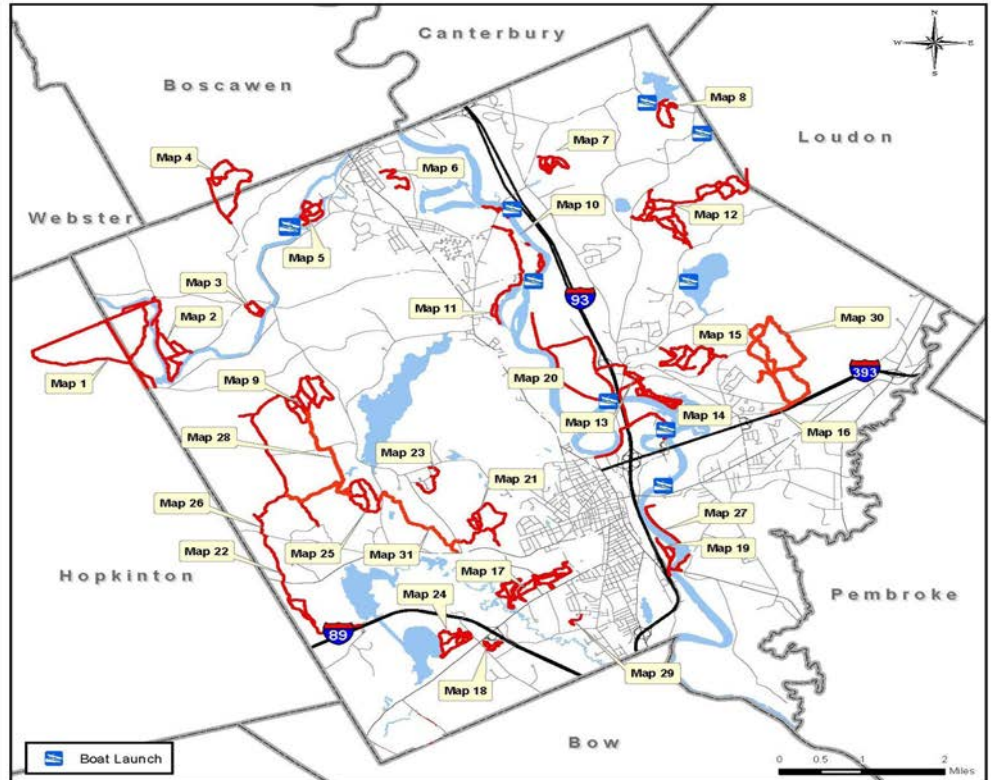 Canterbury
N
W E
S
Boscawen
Map 8
Loudon
Map 4
Map 6
Map 7
Webster
Map 10
Map 12
Map 5
Map 3
Map 2
Map 11
93
Map 15
Map 30
Map 1
393
Map 9
Map 20
Map 13
Map 14
Map 16
Map 28
Map 23
Map 21
Map 26
Map 27
Map 22
Map 25
Map 31
Map 19
Hopkinton
Map 17
Map 24
Pembroke
89
Map 18
Map 29
Bow
Boat Launch
0 0.5 1 2
Miles